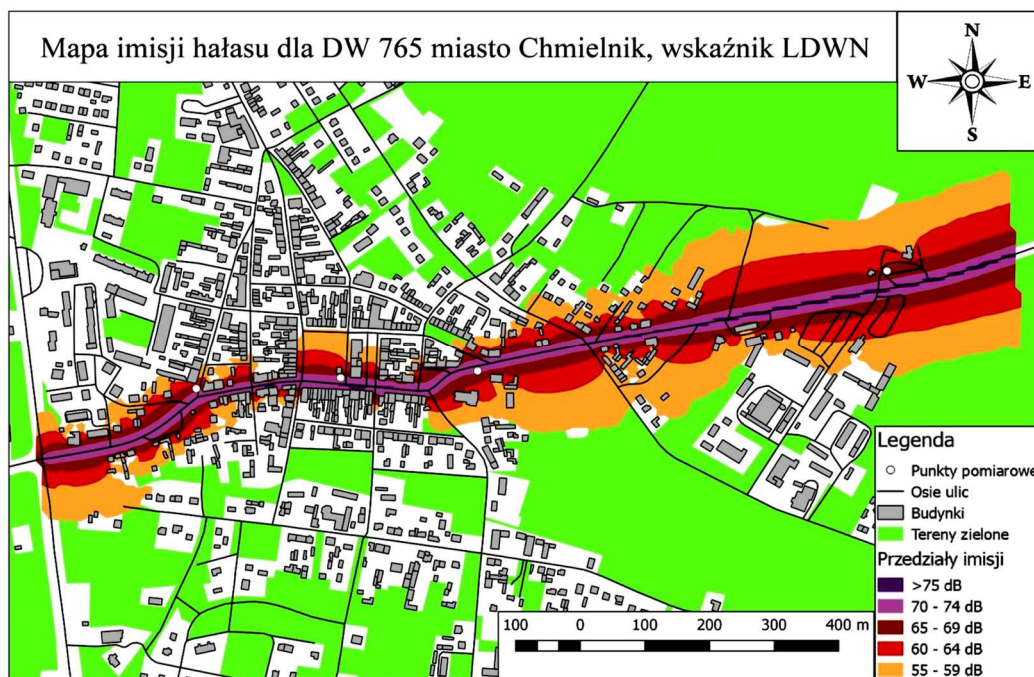 Mapa imisji hałasu dla DW 765 miasto Chmielnik, wskaźnik LDWN
N
W E
S
Legenda
Punkty pomiarowe
Osie ulic
Budynki
Tereny zielone
Przedziały imisji
>75 dB
70 - 74 dB
65 - 69 dB
60 - 64 dB
55 - 59 dB
100 0 100 200 300 400 m